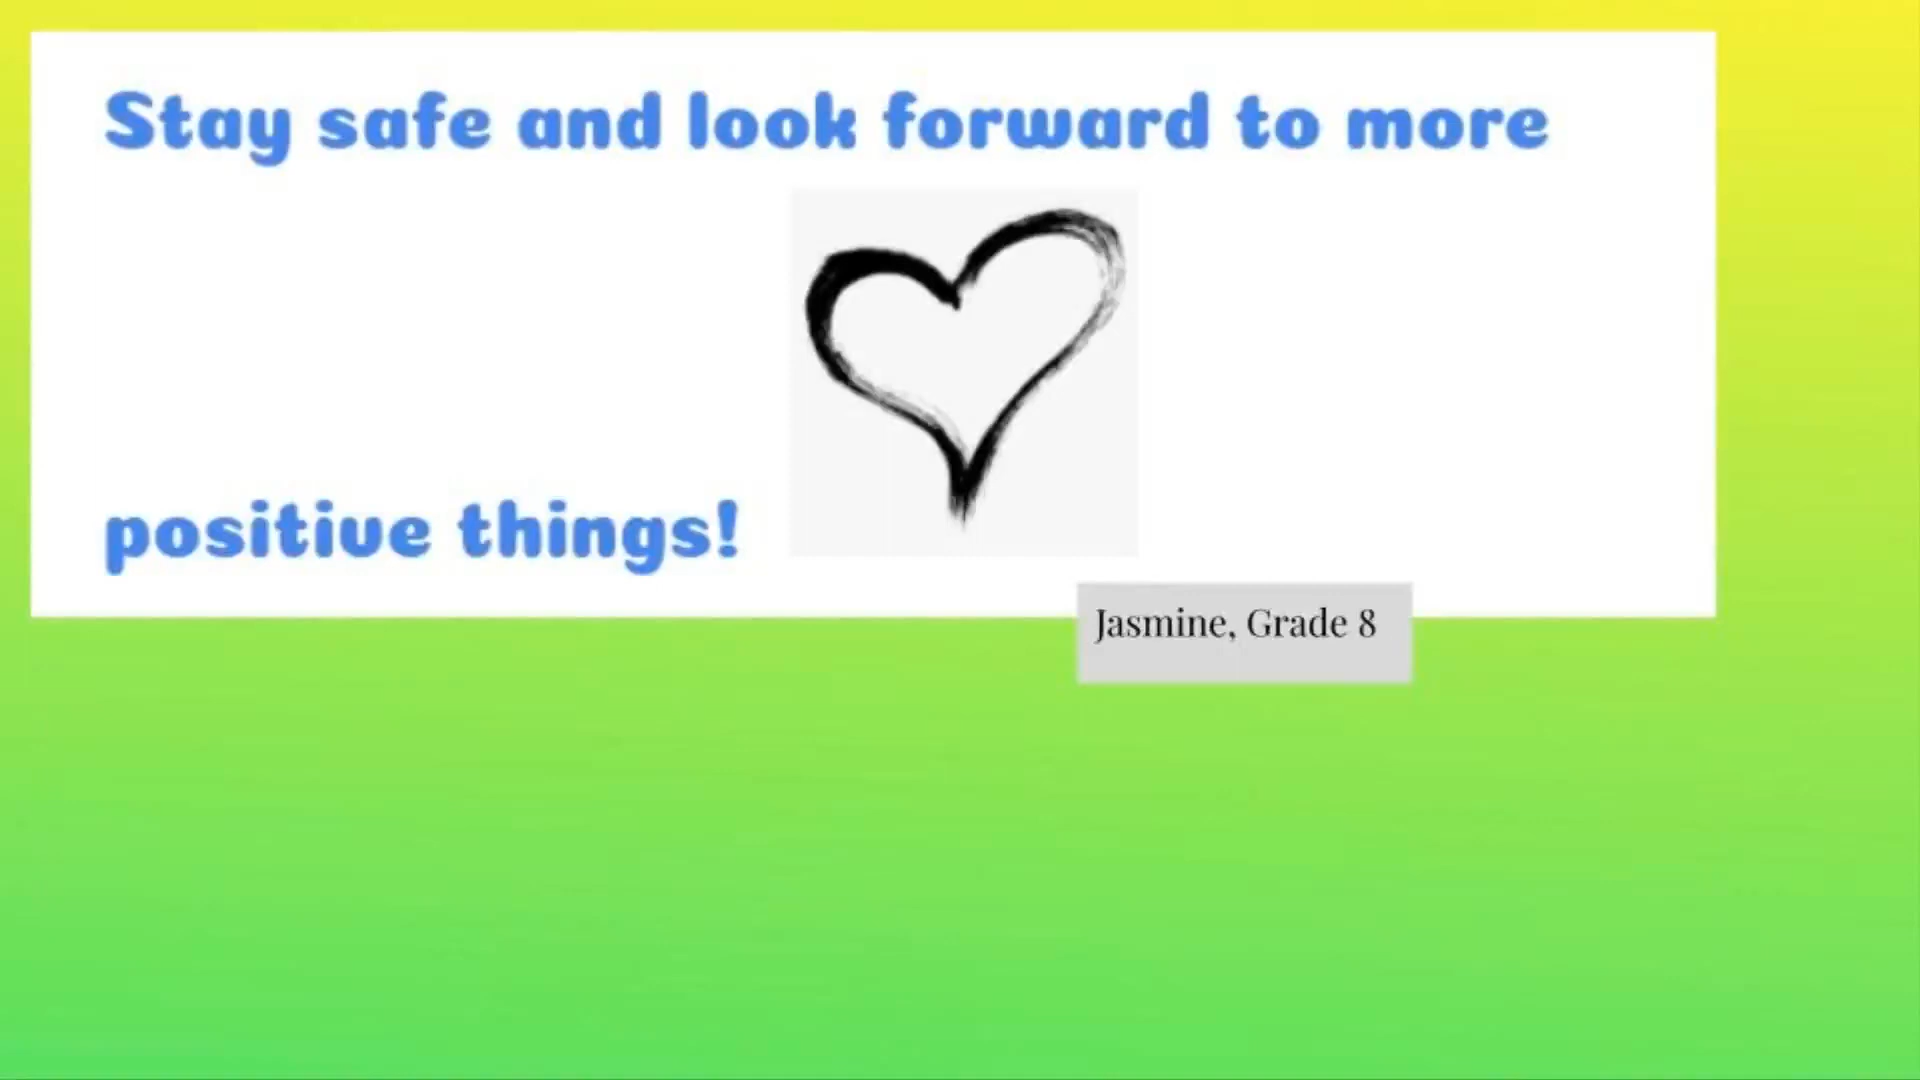 Stay safe and look forward to more
positive things!
Jasmine, Grade 8